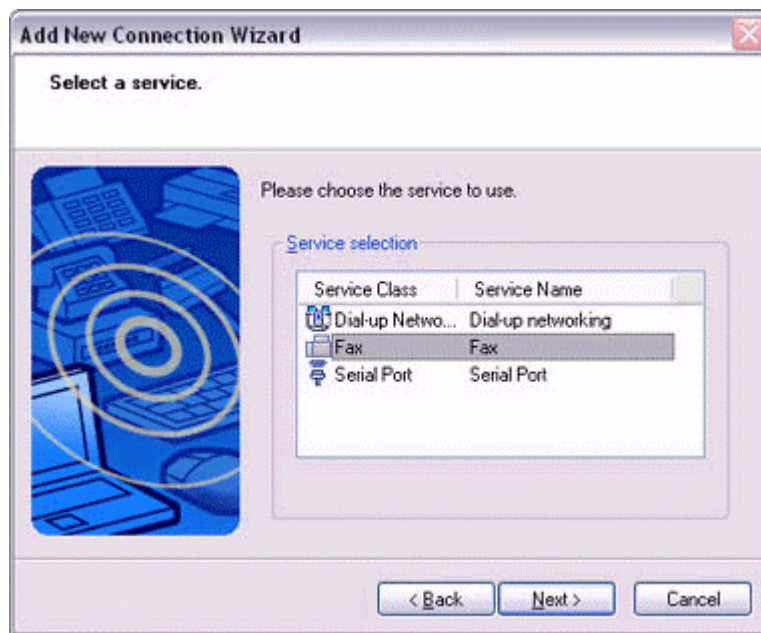 Add New Connection Wizard
Select a service.
Please choose the service to use.
Service selection
Service Class Service Name
Dial-up Netwo... Dial-up networking
Fax Fax
Serial Port Serial Port
< Back Next > Cancel